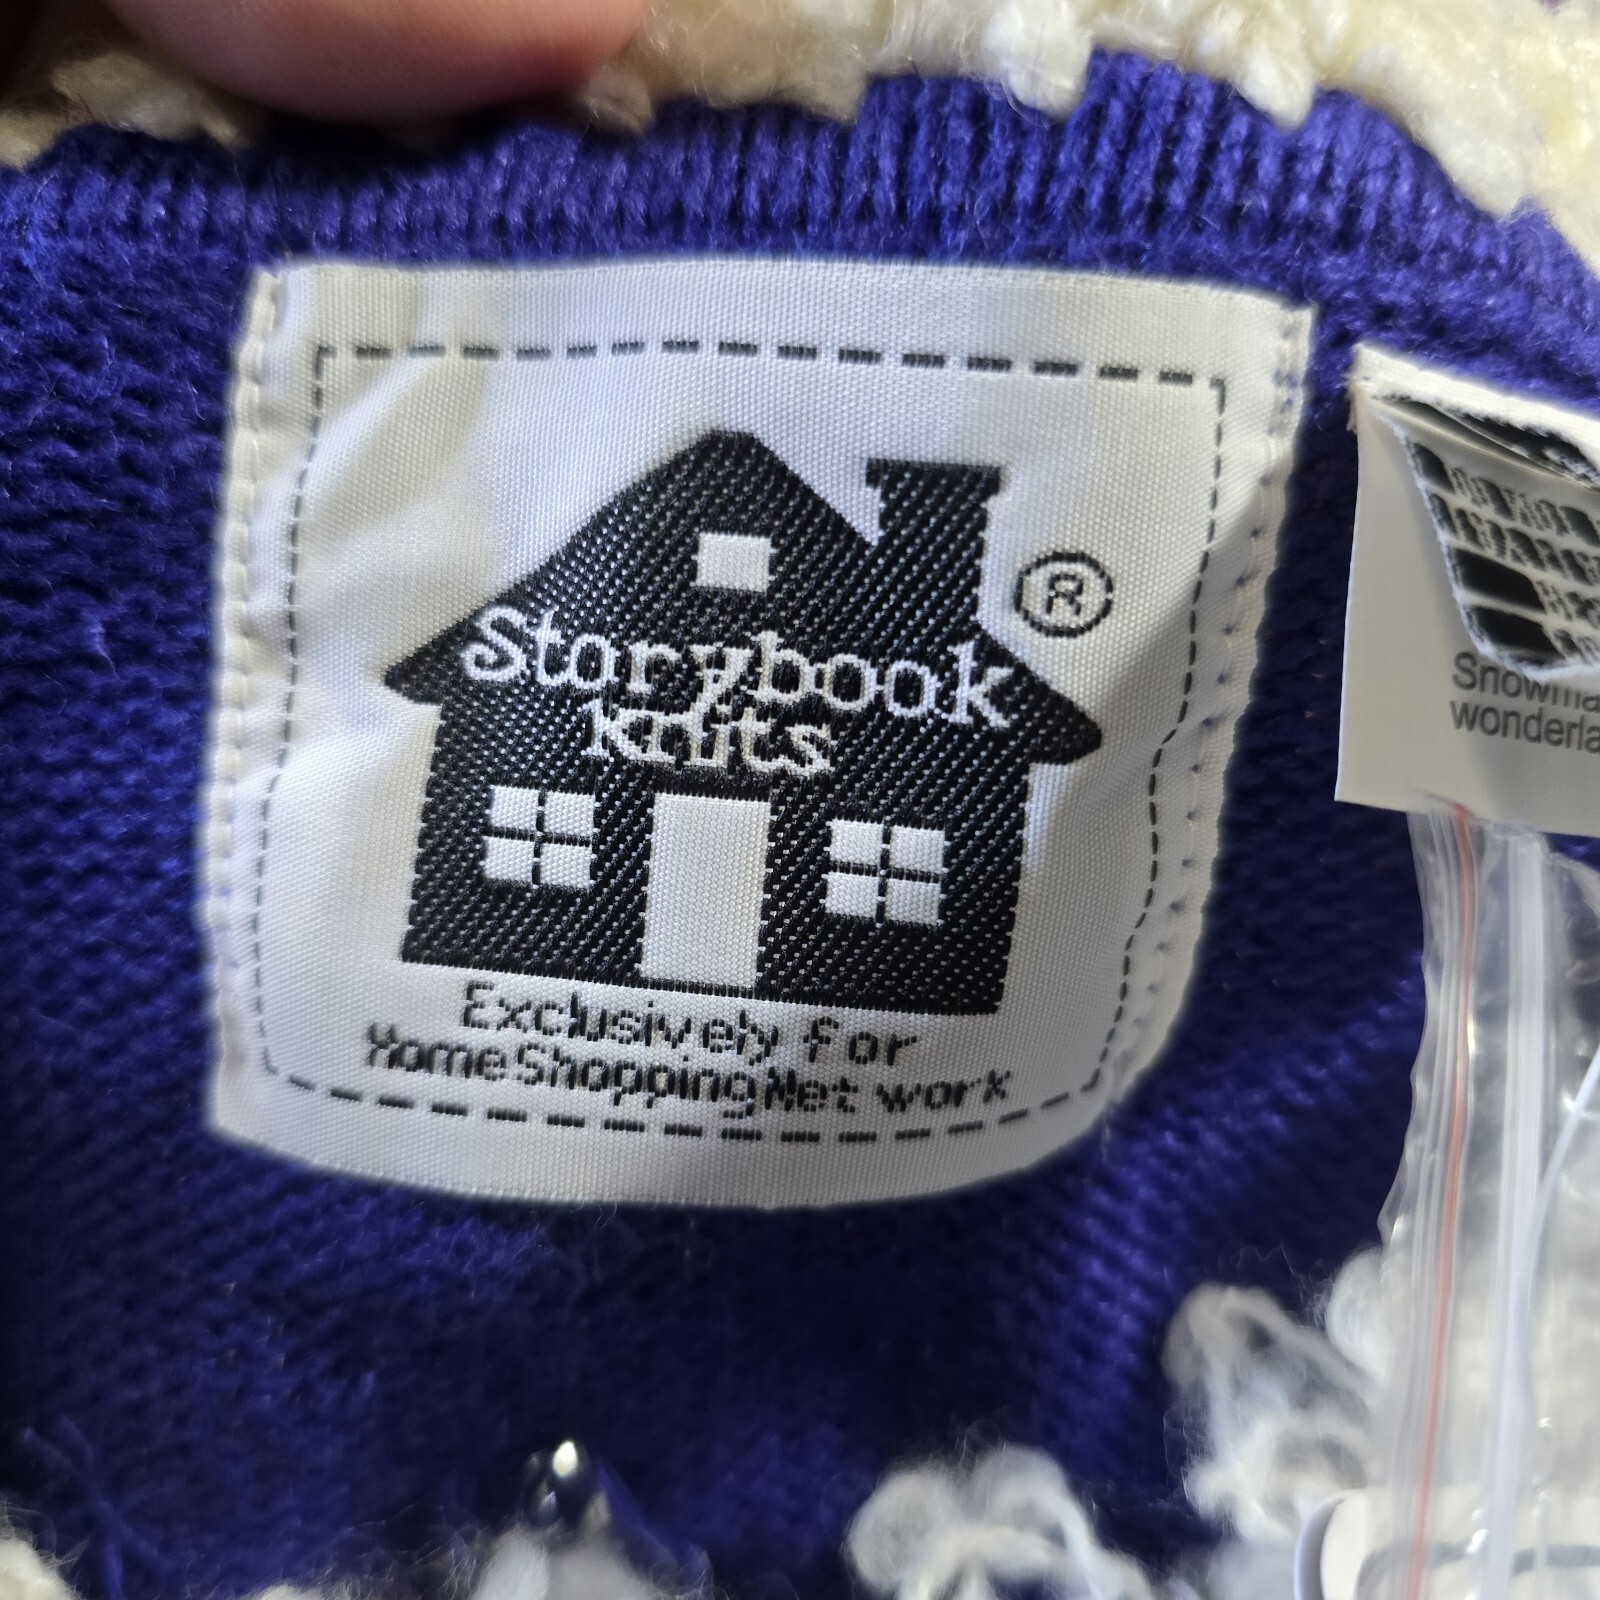 Storybook
Knits
®
Exclusively for
Home Shopping Network